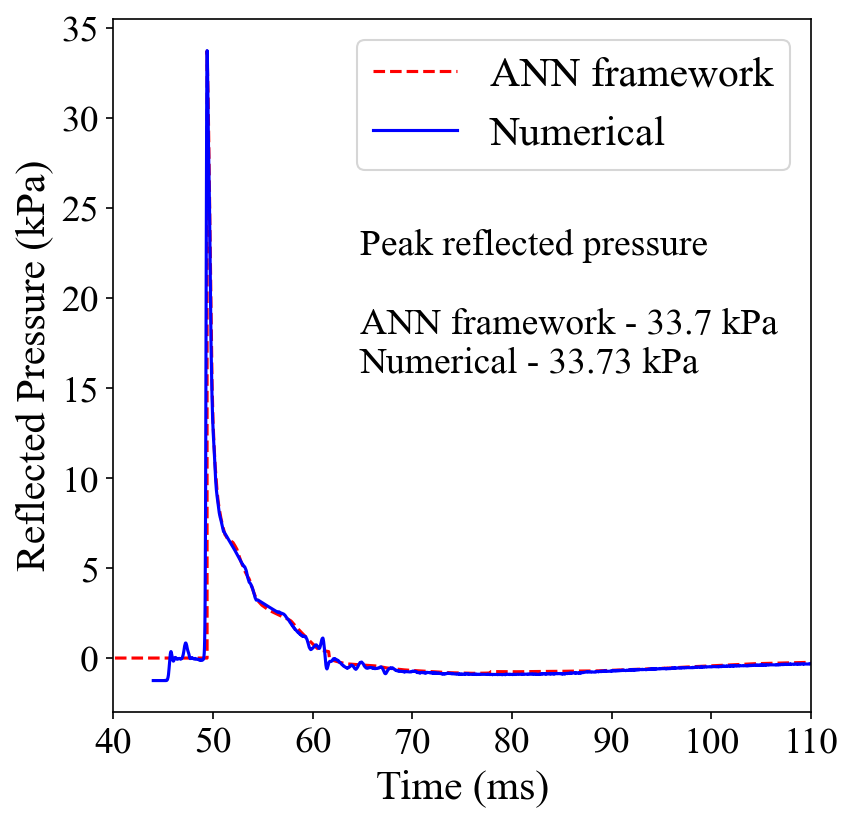 35
30
25
20
15
10
5
0
Reflected Pressure (kPa)
ANN framework
Numerical
Peak reflected pressure
ANN framework - 33.7 kPa
Numerical - 33.73 kPa
40 50 60 70 80 90 100 110
Time (ms)